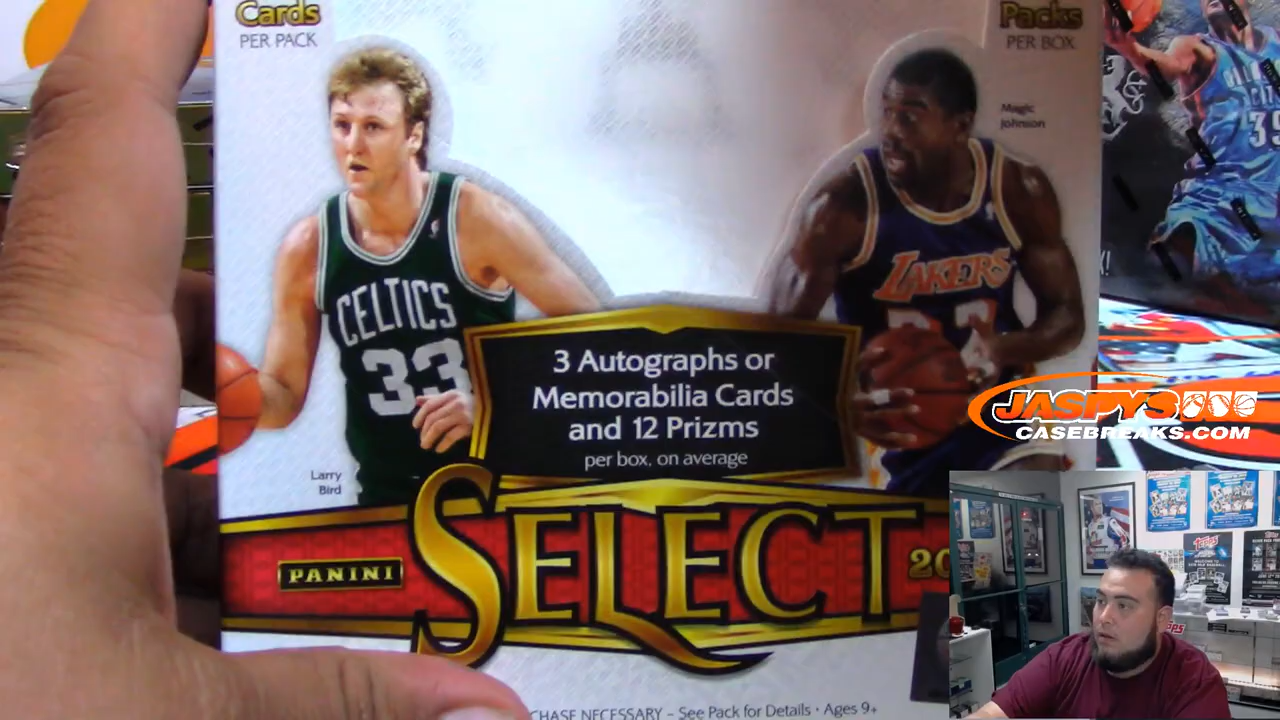 Cards
PER PACK
Packs
PER BOX
Magic
Johnson
LAKERS
CELTICS
33
3 Autographs or
Memorabilia Cards
and 12 Prizms
per box, on average
Larry
Bird
PANINI
SELECT
20
CHASE NECESSARY – See Pack for Details • Ages 9+
JASPYS
CASEBREAKS.COM